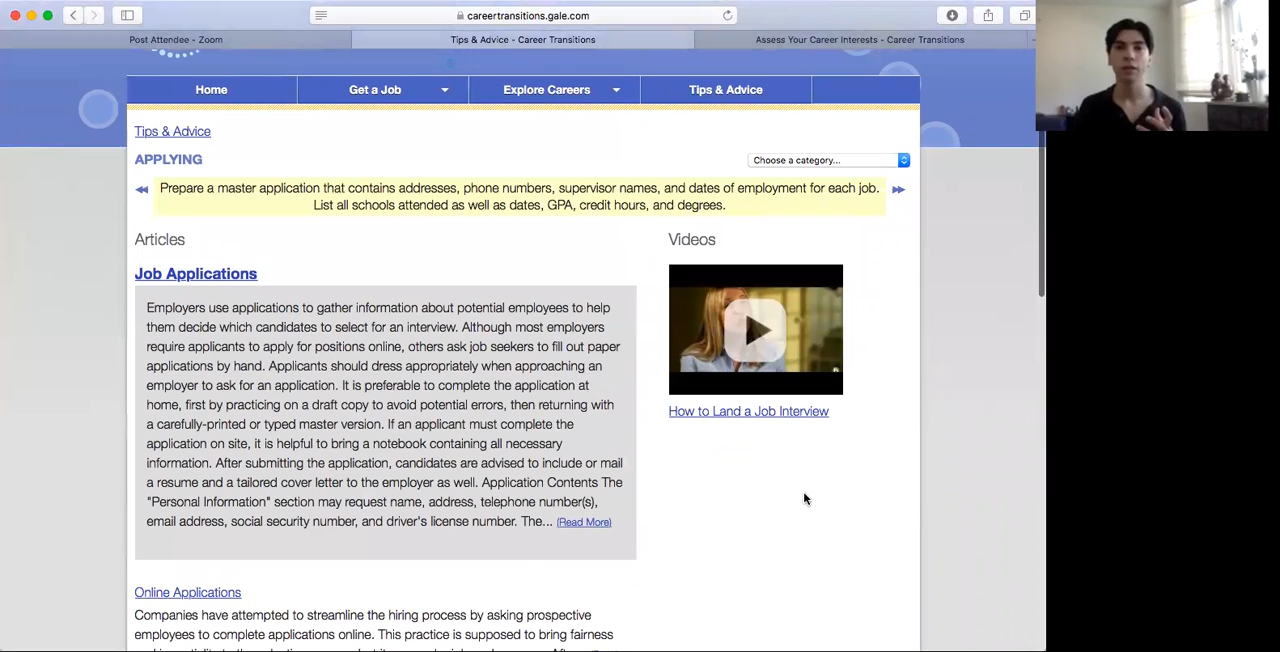 careertransitions.gale.com
Post Attendee - Zoom
Tips & Advice - Career Transitions
Assess Your Career Interests - Career Transitions
Home
Get a Job
Explore Careers
Tips & Advice
Tips & Advice
APPLYING
Choose a category...
Prepare a master application that contains addresses, phone numbers, supervisor names, and dates of employment for each job.
List all schools attended as well as dates, GPA, credit hours, and degrees.
Articles
Videos
Job Applications
Employers use applications to gather information about potential employees to help
them decide which candidates to select for an interview. Although most employers
require applicants to apply for positions online, others ask job seekers to fill out paper
applications by hand. Applicants should dress appropriately when approaching an
employer to ask for an application. It is preferable to complete the application at
home, first by practicing on a draft copy to avoid potential errors, then returning with
a carefully-printed or typed master version. If an applicant must complete the
application on site, it is helpful to bring a notebook containing all necessary
information. After submitting the application, candidates are advised to include or mail
a resume and a tailored cover letter to the employer as well. Application Contents The
"Personal Information" section may request name, address, telephone number(s),
email address, social security number, and driver's license number. The... (Read More)
How to Land a Job Interview
Online Applications
Companies have attempted to streamline the hiring process by asking prospective
employees to complete applications online. This practice is supposed to bring fairness